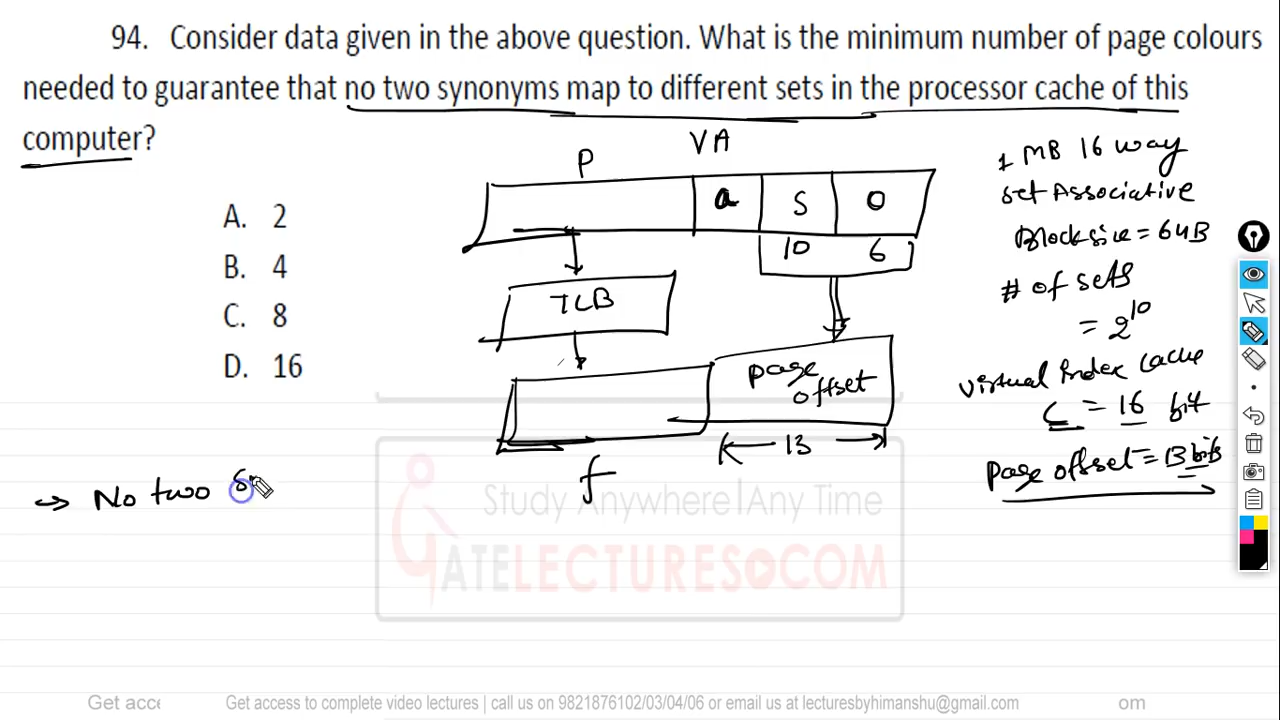 94. Consider data given in the above question. What is the minimum number of page colours
needed to guarantee that no two synonyms map to different sets in the processor cache of this
computer?
A. 2
B. 4
C. 8
D. 16
VA
P
a S O
10 6
TLB
page
offset
13
f
1 MB 16 way
set Associative
Block size = 64B
# of sets
= 2^10
virtual Index cache
C = 16 bit
page offset = 13 bits
→ No two
Study Anywhere|Any Time
GATELECTURES.COM
Get acce
Get access to complete video lectures | call us on 9821876102/03/04/06 or email us at lecturesbyhimanshu@gmail.com
om